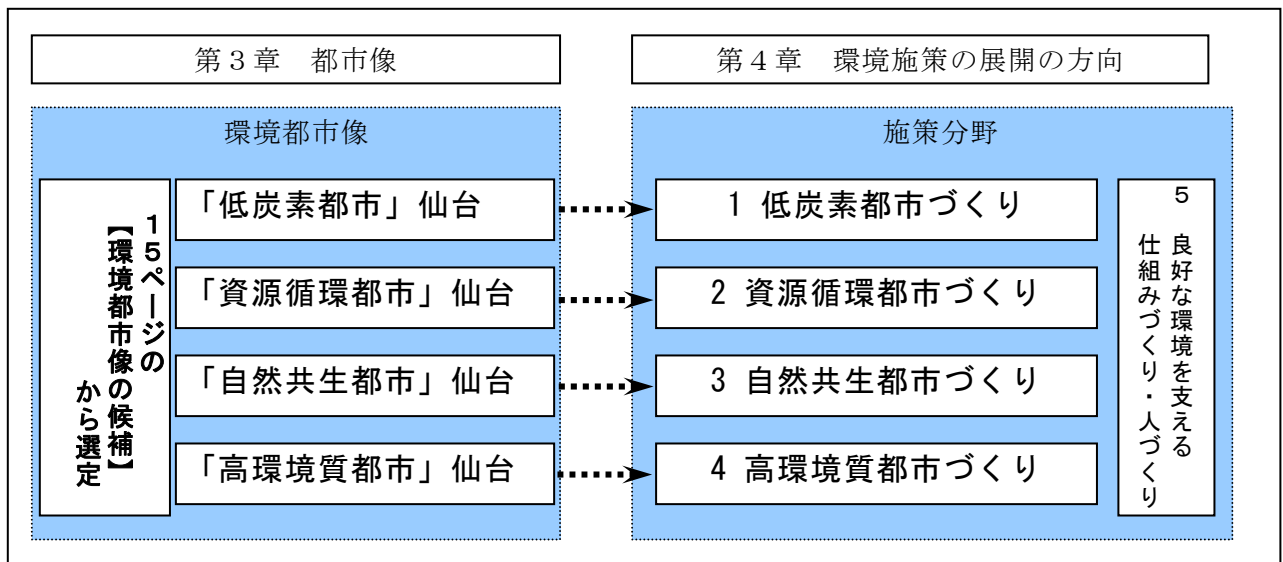 第３章　都市像
環境都市像
１５ページの
【環境都市像の候補】
から選定
「低炭素都市」仙台
「資源循環都市」仙台
「自然共生都市」仙台
「高環境質都市」仙台
第４章　環境施策の展開の方向
施策分野
1 低炭素都市づくり
2 資源循環都市づくり
3 自然共生都市づくり
4 高環境質都市づくり
５　良好な環境を支える
仕組みづくり・人づくり